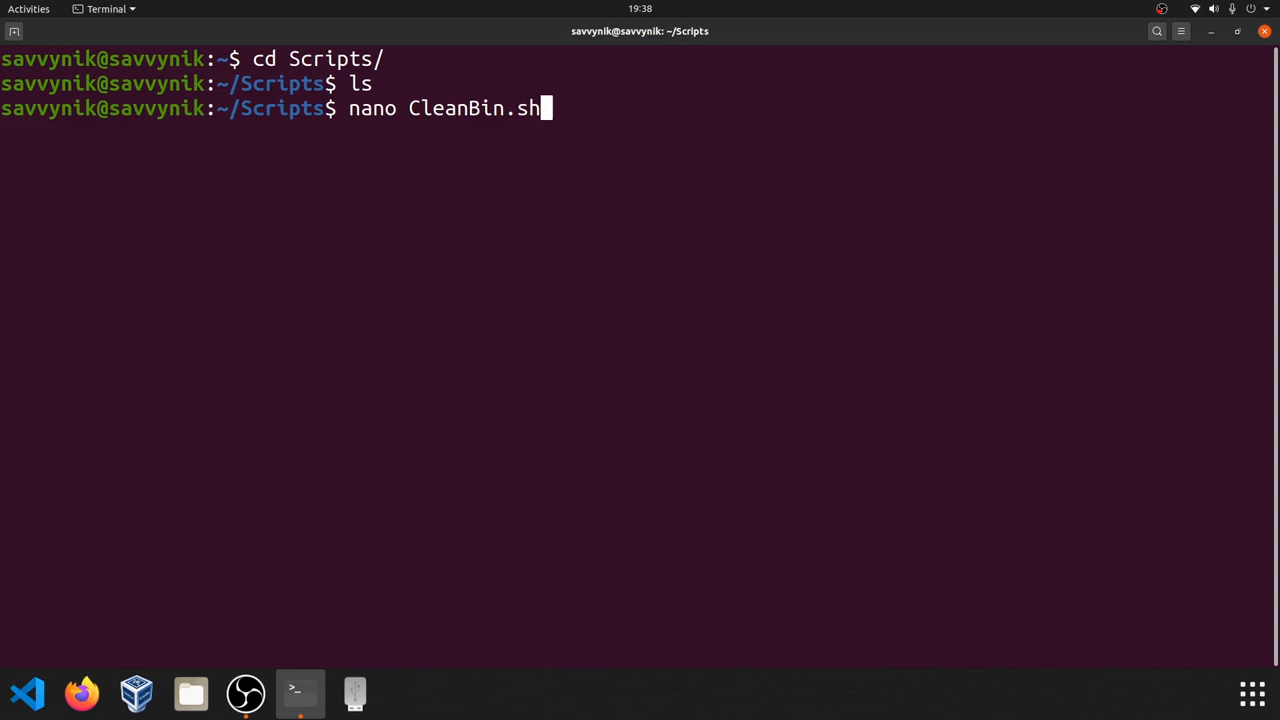 Activities
Terminal
19:38
savvynik@savvynik: ~/Scripts
savvynik@savvynik:~$ cd Scripts/
savvynik@savvynik:~/Scripts$ ls
savvynik@savvynik:~/Scripts$ nano CleanBin.sh
>_